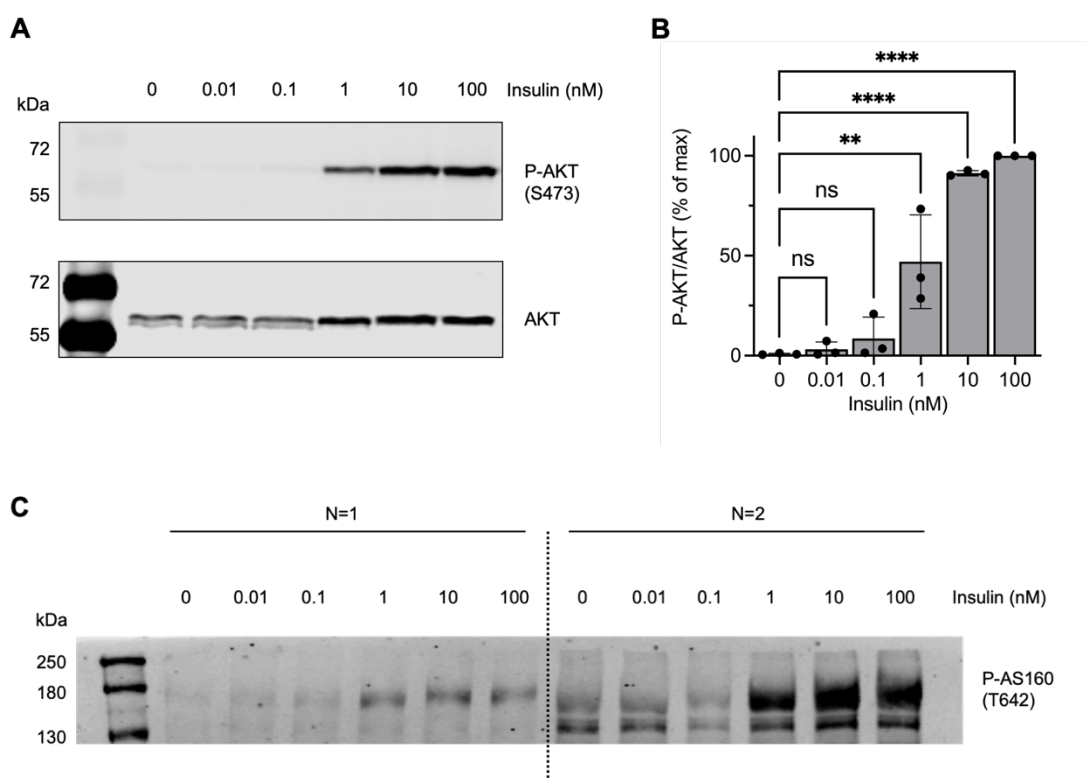 A
0 0.01 0.1 1 10 100 Insulin (nM)
kDa
72
55
P-AKT
(S473)
72
55
AKT
B
****
****
**
ns
ns
P-AKT/AKT (% of max)
100
50
0
0 0.01 0.1 1 10 100
Insulin (nM)
C
N=1 N=2
0 0.01 0.1 1 10 100 0 0.01 0.1 1 10 100 Insulin (nM)
kDa
250
180
130
P-AS160
(T642)